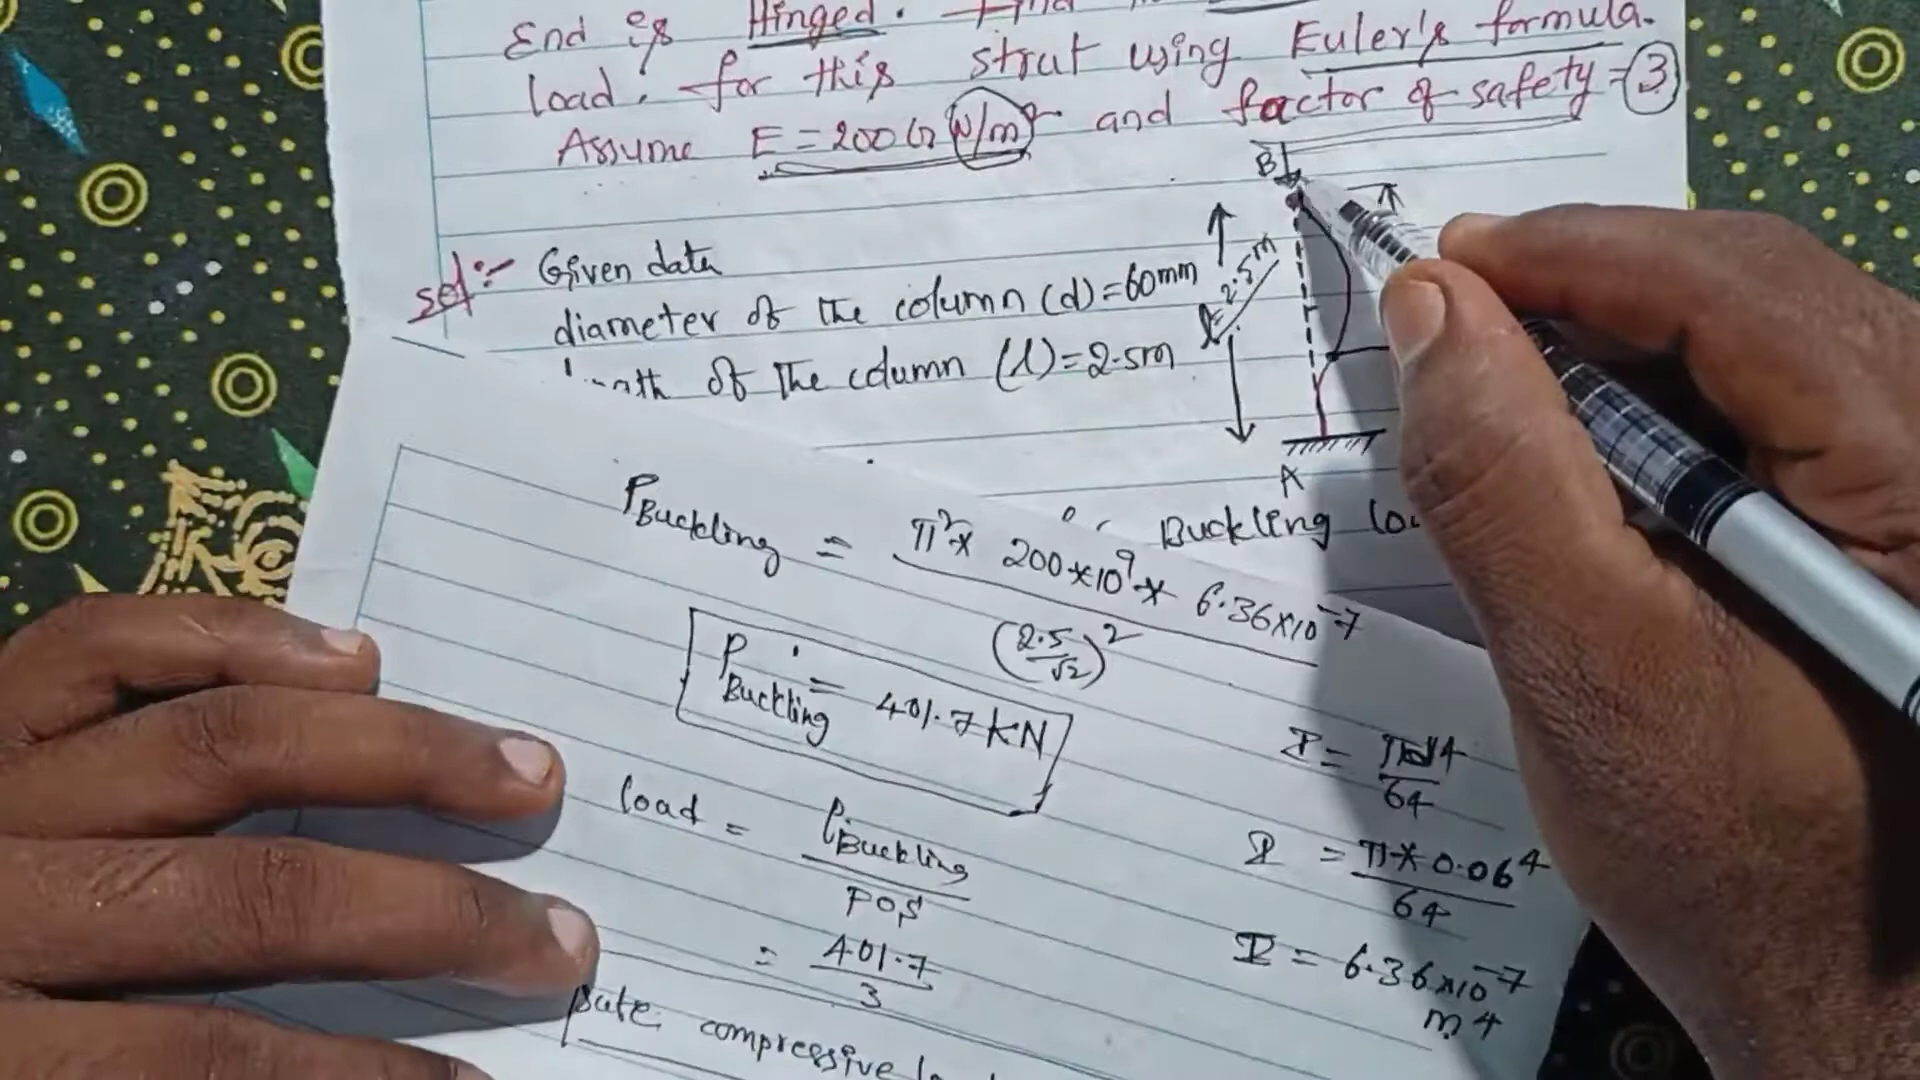 End is Hinged. Find
load. for this strut using Euler's formula.
Assume E = 200 G N/m² and factor of safety = 3
B
sol:- Given data
diameter of the column (d) = 60mm
of the column (l) = 2.5m
l = 2.5m
A
Buckling
P Buckling = π² × 200×10⁹ × 6.36×10⁻⁷
(2.5/√2)²
P Buckling = 401.7 kN
I = πd4/64
load = P Buckling/FOS
I = π × 0.06⁴/64
= 401.7/3
I = 6.36×10⁻⁷ m4
compressive